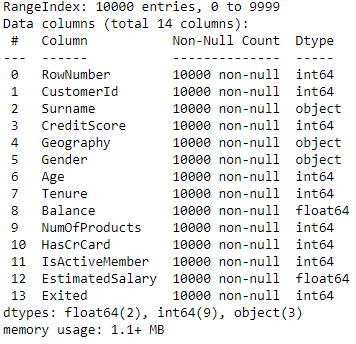 RangeIndex: 10000 entries, 0 to 9999
Data columns (total 14 columns):
 #   Column           Non-Null Count  Dtype
---  ------           --------------  -----
 0   RowNumber        10000 non-null  int64
 1   CustomerId       10000 non-null  int64
 2   Surname          10000 non-null  object
 3   CreditScore      10000 non-null  int64
 4   Geography        10000 non-null  object
 5   Gender           10000 non-null  object
 6   Age              10000 non-null  int64
 7   Tenure           10000 non-null  int64
 8   Balance          10000 non-null  float64
 9   NumOfProducts    10000 non-null  int64
 10  HasCrCard        10000 non-null  int64
 11  IsActiveMember   10000 non-null  int64
 12  EstimatedSalary  10000 non-null  float64
 13  Exited           10000 non-null  int64
dtypes: float64(2), int64(9), object(3)
memory usage: 1.1+ MB